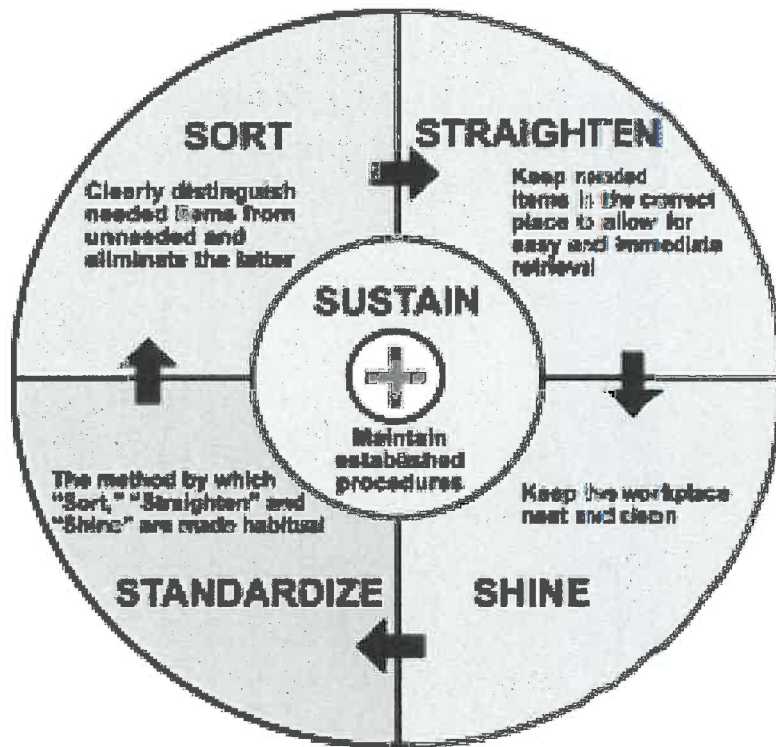 SORT
Clearly distinguish
needed items from
unneeded and
eliminate the latter
STRAIGHTEN
Keep needed
items in the correct
place to allow for
easy and immediate
retrieval
SUSTAIN
Maintain
established
procedures
The method by which
"Sort," "Straighten" and
"Shine" are made habitual
STANDARDIZE
Keep the workplace
neat and clean
SHINE